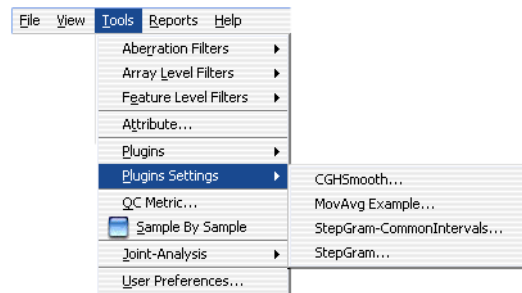 File View Tools Reports Help
Aberration Filters
Array Level Filters
Feature Level Filters
Attribute...
Plugins
Plugins Settings
CGHSmooth...
MovAvg Example...
StepGram-CommonIntervals...
StepGram...
QC Metric...
Sample By Sample
Joint-Analysis
User Preferences...